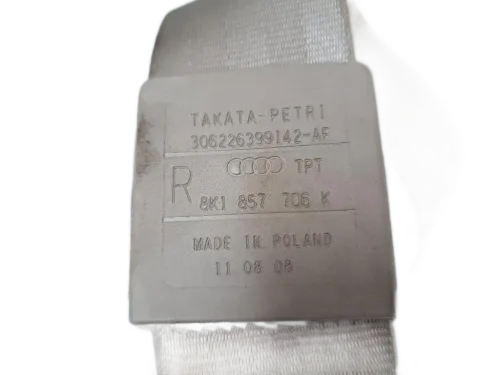 TAKATA-PETRI
306226399142-AF
R TPT
8K1 857 706 K
MADE IN POLAND
11 08 08